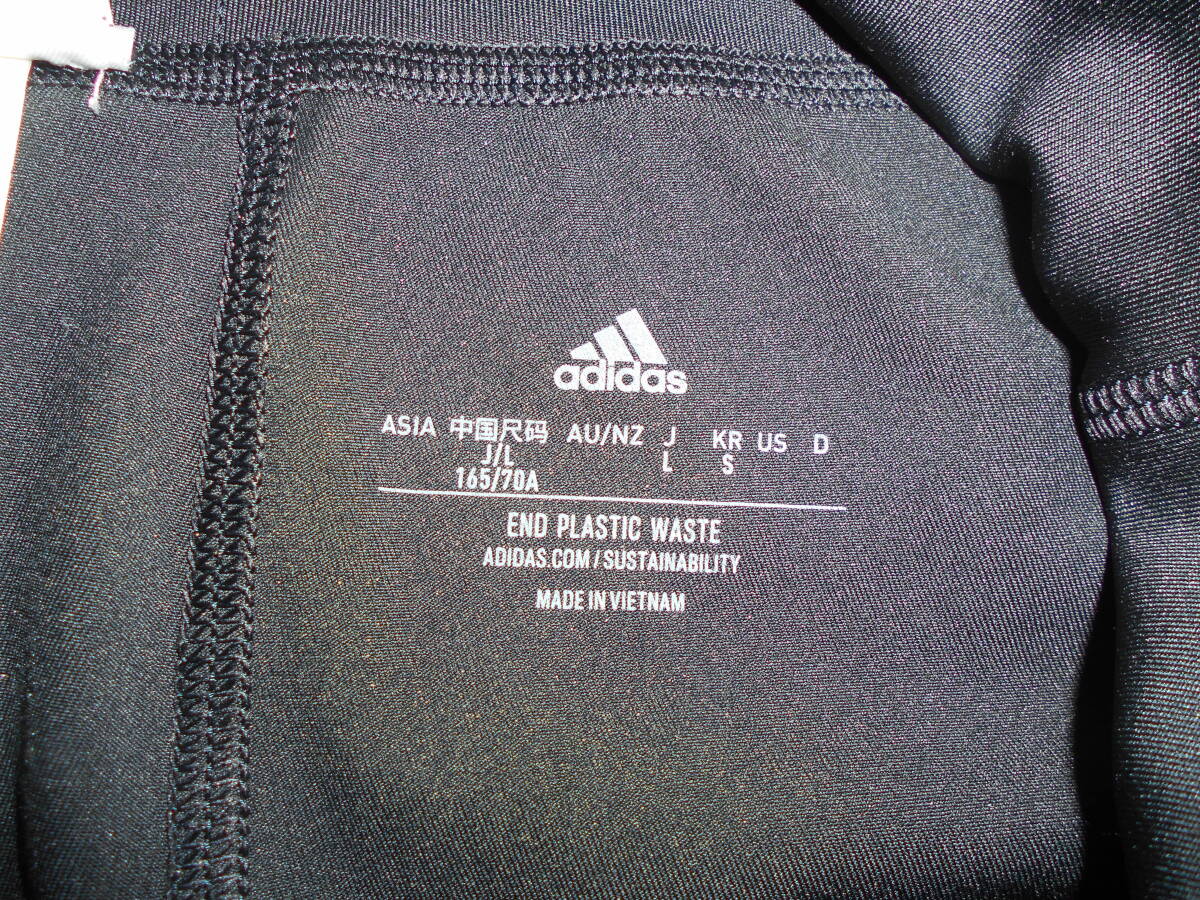 adidas
ASIA 中国尺码 AU/NZ J KR US D
J/L L S
165/70A
END PLASTIC WASTE
ADIDAS.COM / SUSTAINABILITY
MADE IN VIETNAM